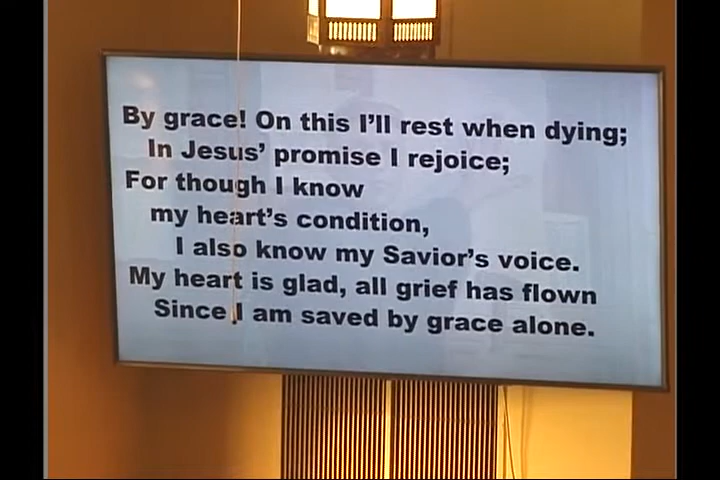 By grace! On this I'll rest when dying;
In Jesus' promise I rejoice;
For though I know
my heart's condition,
I also know my Savior's voice.
My heart is glad, all grief has flown
Since I am saved by grace alone.